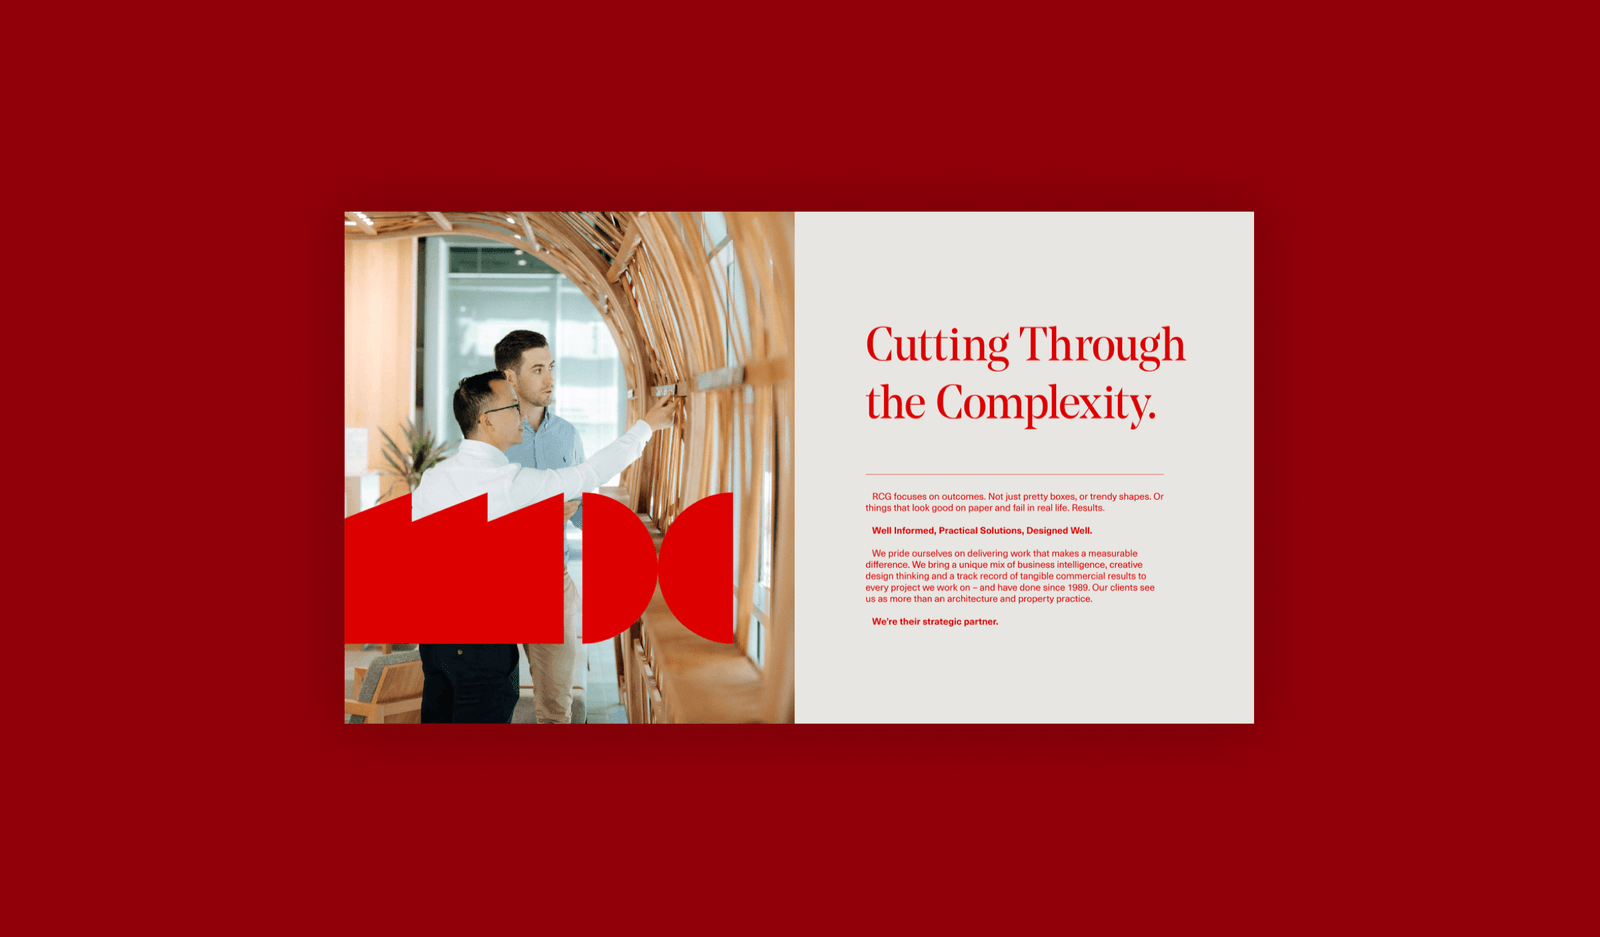 Cutting Through
the Complexity.
RCG focuses on outcomes. Not just pretty boxes, or trendy shapes. Or
things that look good on paper and fail in real life. Results.
Well Informed, Practical Solutions, Designed Well.
We pride ourselves on delivering work that makes a measurable
difference. We bring a unique mix of business intelligence, creative
design thinking and a track record of tangible commercial results to
every project we work on – and have done since 1989. Our clients see
us as more than an architecture and property practice.
We're their strategic partner.